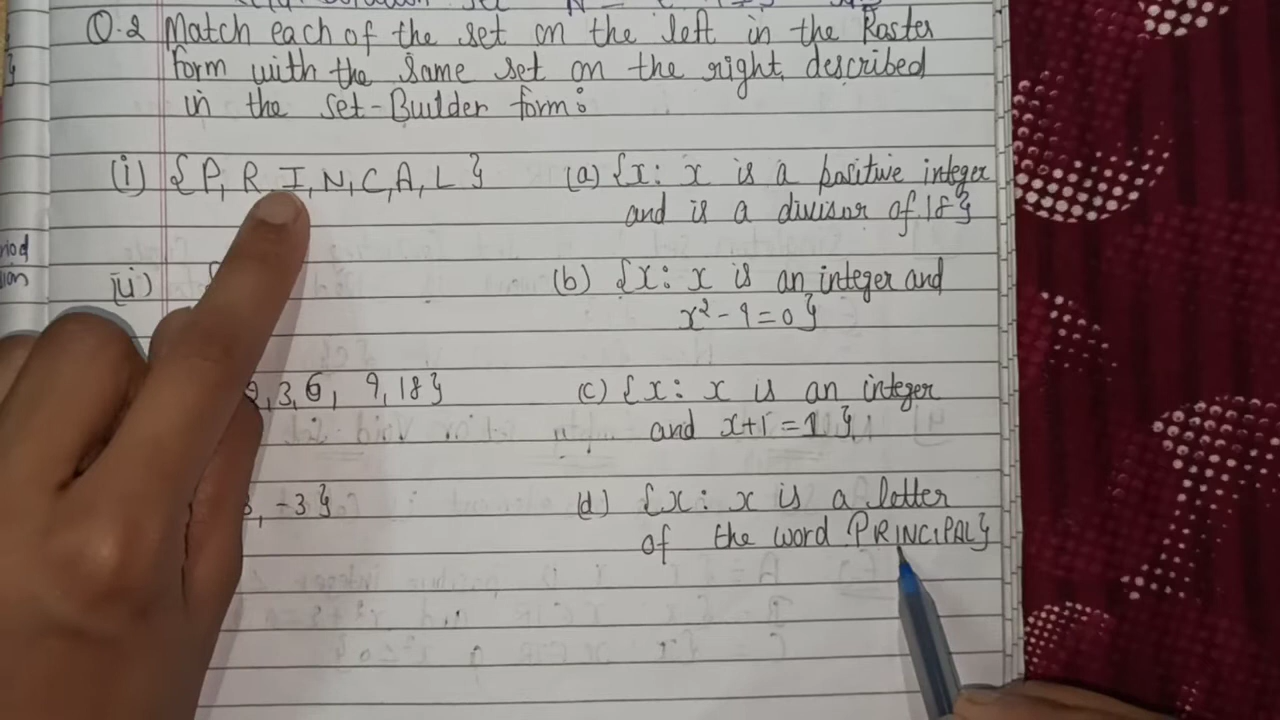 Q.2 Match each of the set on the left in the Roster
form with the same set on the right, described
in the set-Builder form:
(i) {P, R, I, N, C, A, L} (a) {x: x is a positive integer
and is a divisor of 18}
(ii) { (b) {x: x is an integer and
x²-9=0}
,3,6, 9,18} (c) {x: x is an integer
and x+1=1}
3, -3} (d) {x: x is a letter
of the word PRINCIPAL}